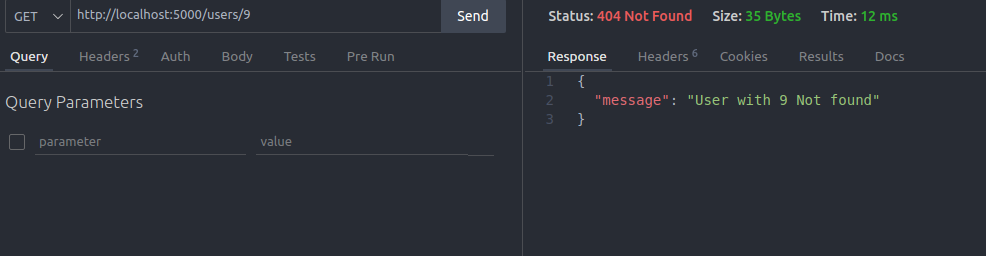 GET http://localhost:5000/users/9 Send
Query Headers 2 Auth Body Tests Pre Run
Query Parameters
parameter value
Status: 404 Not Found Size: 35 Bytes Time: 12 ms
Response Headers 6 Cookies Results Docs
1 {
2 "message": "User with 9 Not found"
3 }